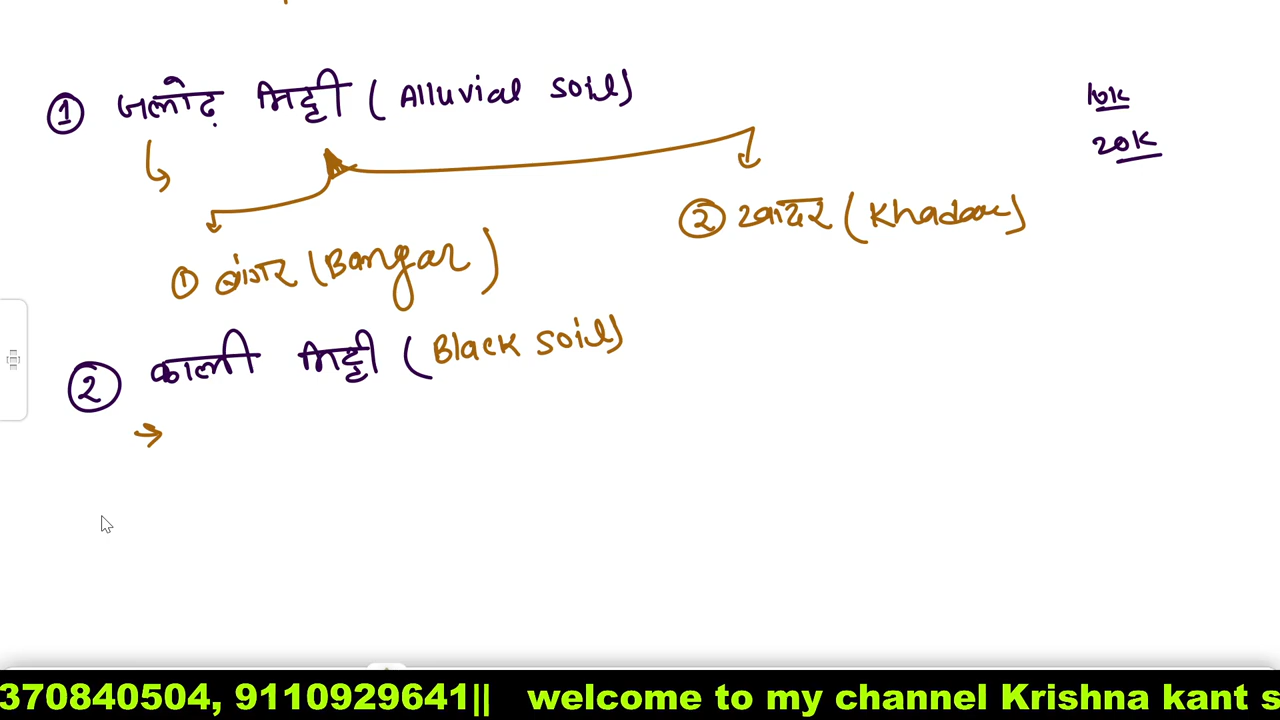 ① जलोढ़ मिट्टी (Alluvial soil)
10K
20K
② खादर (Khadar)
① बांगर (Bangar)
② काली मिट्टी (Black soil)
→
370840504, 9110929641|| welcome to my channel Krishna kant s